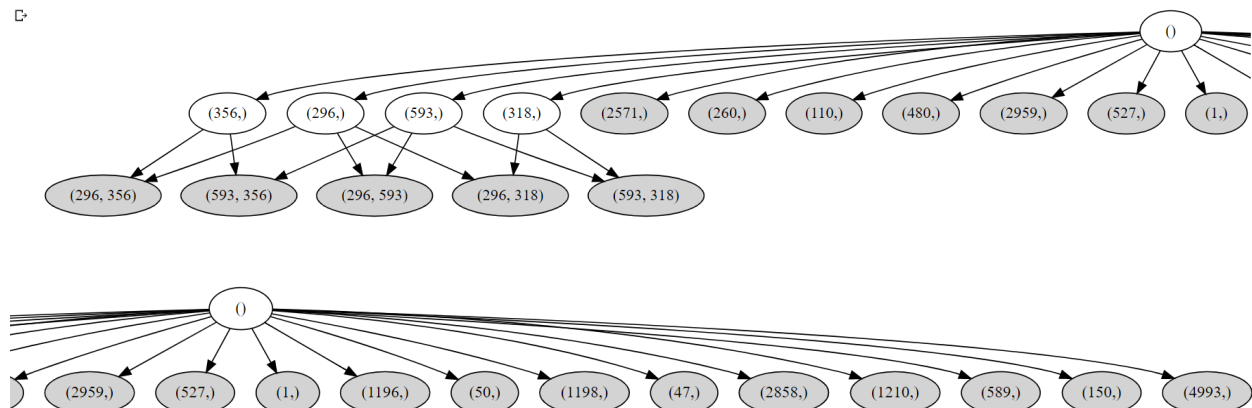 ()
(356,) (296,) (593,) (318,) (2571,) (260,) (110,) (480,) (2959,) (527,) (1,)
(296, 356) (593, 356) (296, 593) (296, 318) (593, 318)
()
(2959,) (527,) (1,) (1196,) (50,) (1198,) (47,) (2858,) (1210,) (589,) (150,) (4993,)